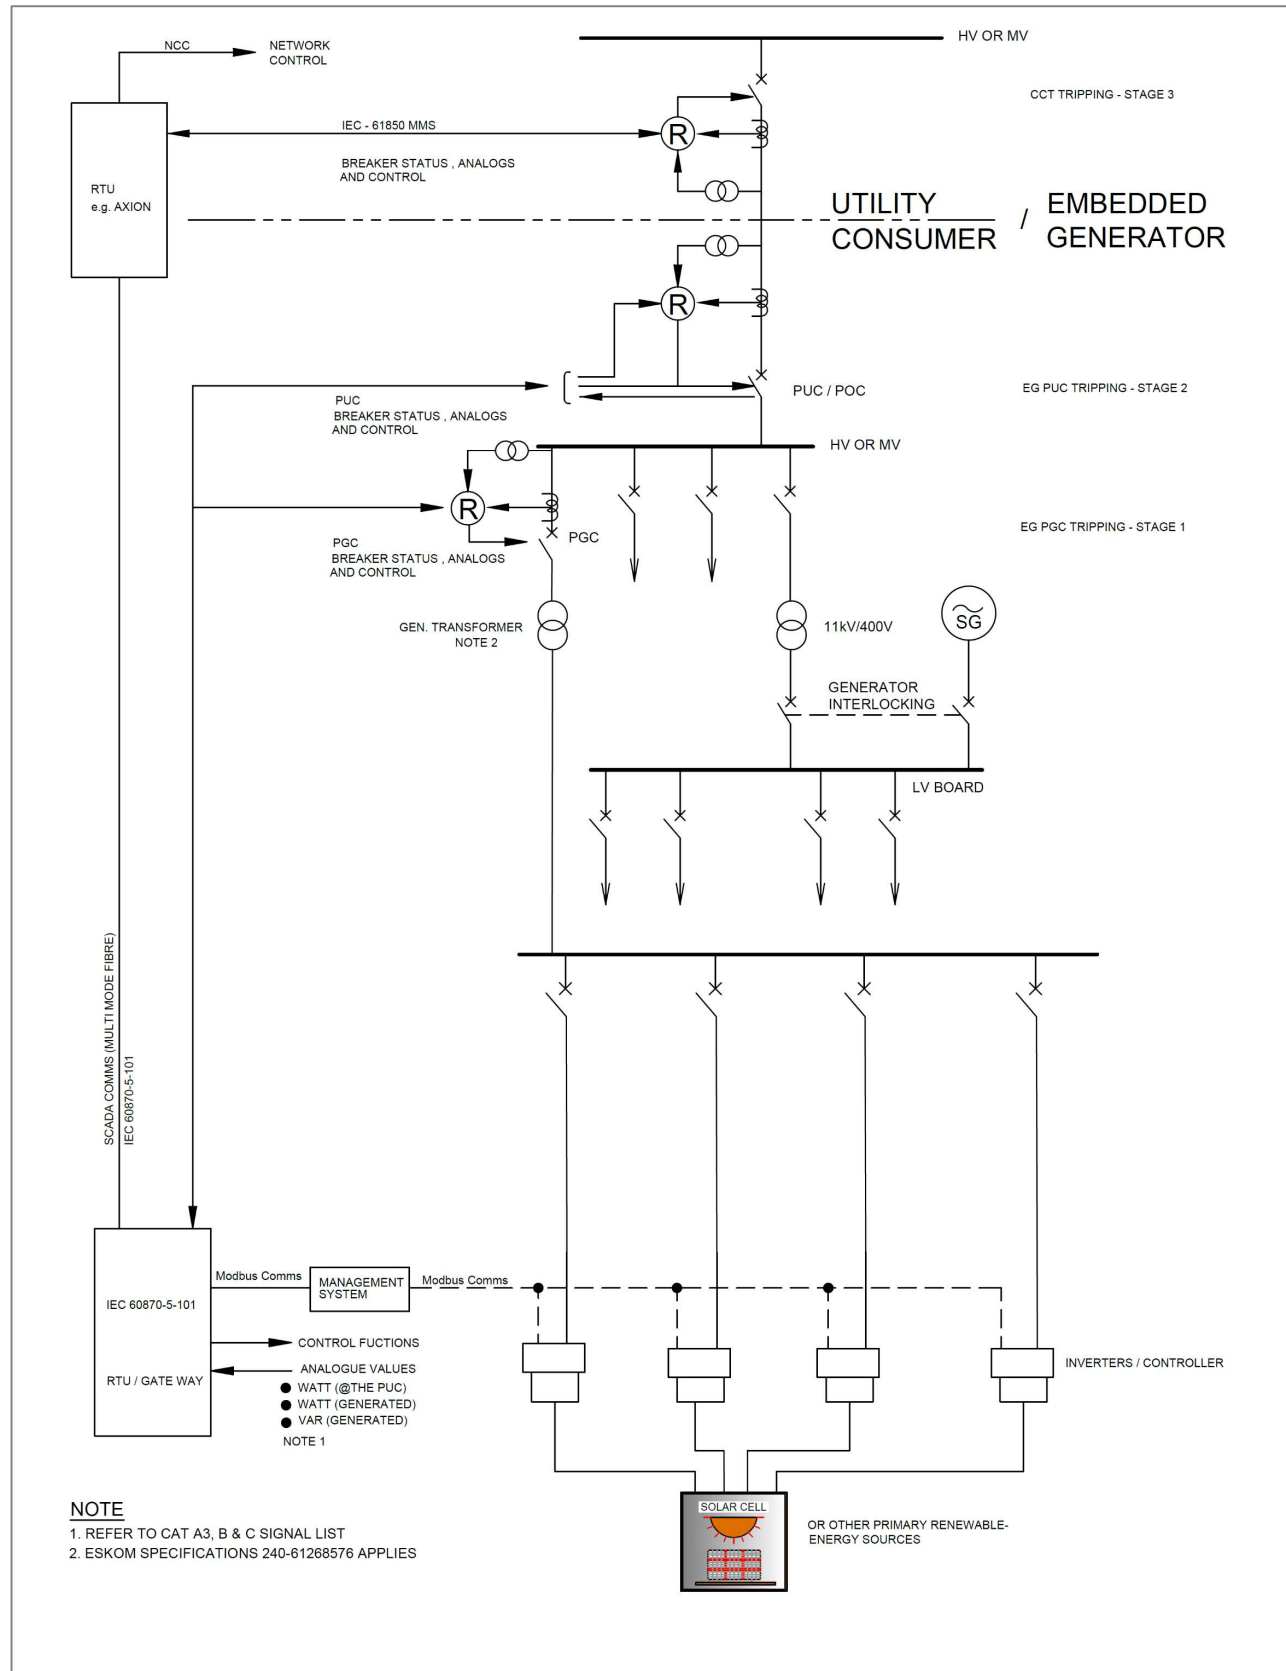 NCC
NETWORK
CONTROL
HV OR MV
CCT TRIPPING - STAGE 3
IEC - 61850 MMS
R
BREAKER STATUS , ANALOGS
AND CONTROL
RTU
e.g. AXION
UTILITY / EMBEDDED
CONSUMER GENERATOR
R
PUC / POC
EG PUC TRIPPING - STAGE 2
PUC
BREAKER STATUS , ANALOGS
AND CONTROL
HV OR MV
R
PGC
EG PGC TRIPPING - STAGE 1
PGC
BREAKER STATUS , ANALOGS
AND CONTROL
GEN. TRANSFORMER
NOTE 2
11kV/400V
SG
GENERATOR
INTERLOCKING
LV BOARD
SCADA COMMS (MULTI MODE FIBRE)
IEC 60870-5-101
Modbus Comms
MANAGEMENT
SYSTEM
Modbus Comms
IEC 60870-5-101
CONTROL FUCTIONS
ANALOGUE VALUES
RTU / GATE WAY
WATT (@THE PUC)
WATT (GENERATED)
VAR (GENERATED)
NOTE 1
INVERTERS / CONTROLLER
SOLAR CELL
OR OTHER PRIMARY RENEWABLE-
ENERGY SOURCES
NOTE
1. REFER TO CAT A3, B & C SIGNAL LIST
2. ESKOM SPECIFICATIONS 240-61268576 APPLIES